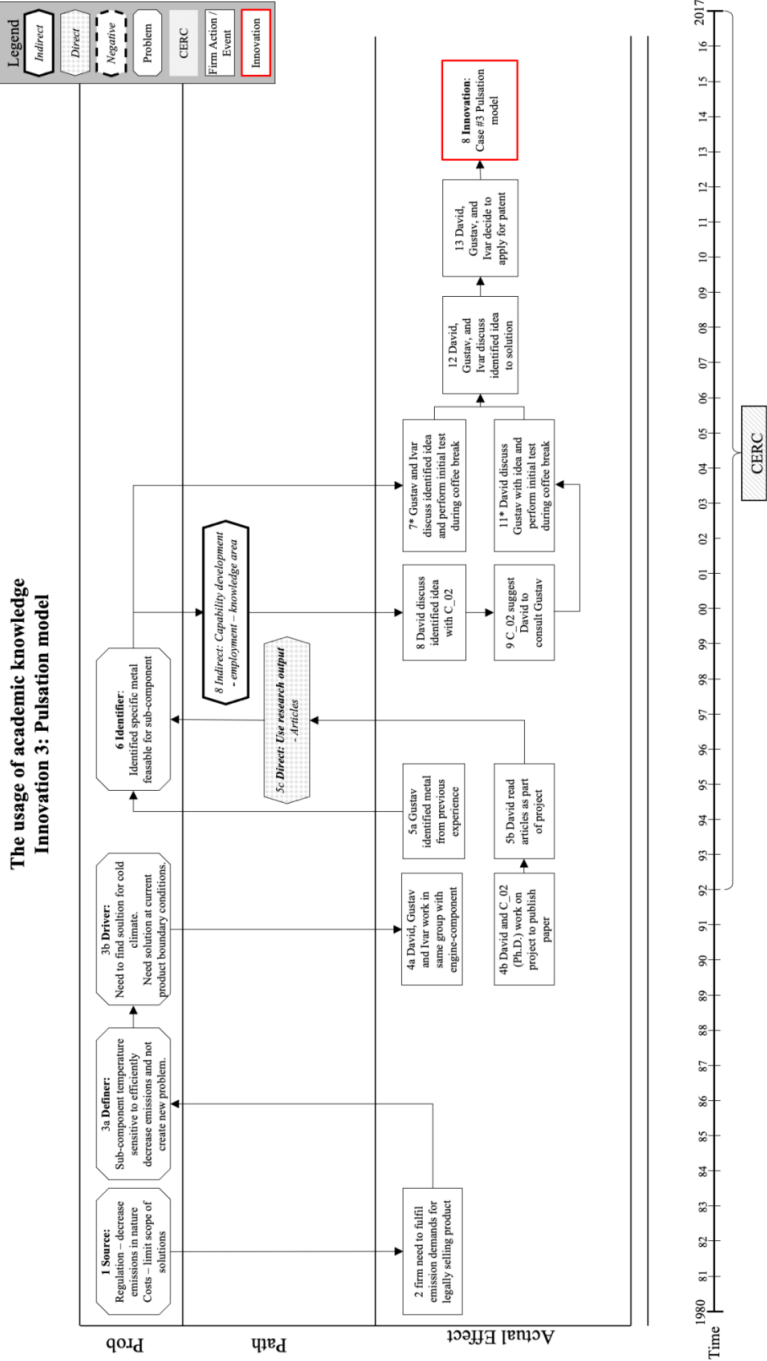 The usage of academic knowledge
Innovation 3: Pulsation model
Legend
Indirect
Direct
Negative
Problem
CERC
Firm Action /
Event
Innovation
Prob
1 Source:
Regulation – decrease
emissions in nature
Costs – limit scope of
solutions
3a Definer:
Sub-component temperature
sensitive to efficiently
decrease emissions and not
create new problem.
3b Driver:
Need to find soultion for cold
climate.
Need solution at current
product boundary conditions.
6 Identifier:
Identified specific metal
feasable for sub-component
Path
5c Direct: Use research output
- Articles
8 Indirect: Capability development
- employment – knowledge area
Actual Effect
2 firm need to fulfil
emission demands for
legally selling product
4a David, Gustav
and Ivar work in
same group with
engine-component
4b David and C_02
(Ph.D.) work on
project to publish
paper
5a Gustav
identified metal
from previous
experience
5b David read
articles as part
of project
8 David discuss
identified idea
with C_02
9 C_02 suggest
David to
consult Gustav
7* Gustav and Ivar
discuss identified idea
and perform initial test
during coffee break
11* David discuss
Gustav with idea and
perform initial test
during coffee break
12 David,
Gustav, and
Ivar discuss
identified idea
to solution
13 David,
Gustav, and
Ivar decide to
apply for patent
8 Innovation:
Case #3 Pulsation
model
Time
1980 81 82 83 84 85 86 87 88 89 90 91 92 93 94 95 96 97 98 99 00 01 02 03 04 05 06 07 08 09 10 11 12 13 14 15 16 2017
CERC